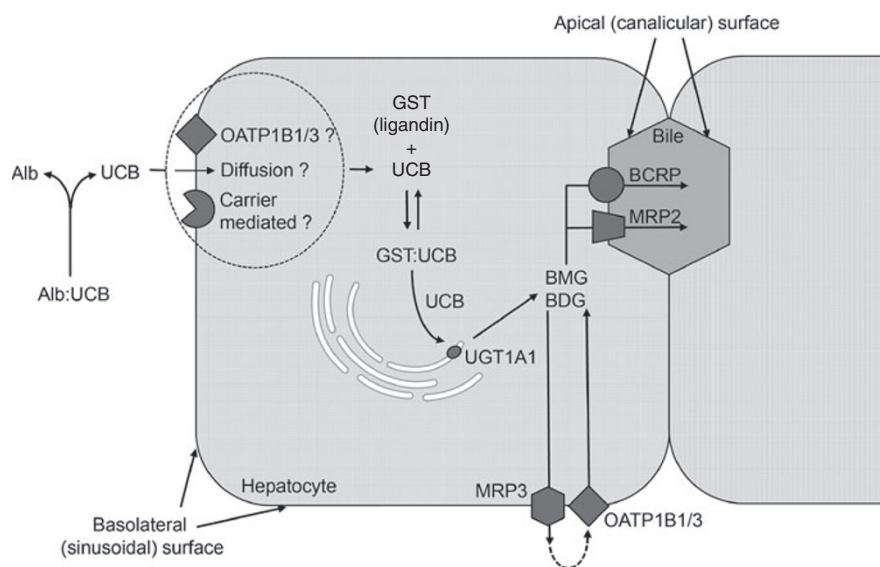 Apical (canalicular) surface
GST
(ligandin)
+
UCB
OATP1B1/3 ?
Diffusion ?
Carrier
mediated ?
Alb
UCB
Alb:UCB
Bile
BCRP
MRP2
GST:UCB
UCB
UGT1A1
BMG
BDG
Hepatocyte
MRP3
OATP1B1/3
Basolateral
(sinusoidal) surface